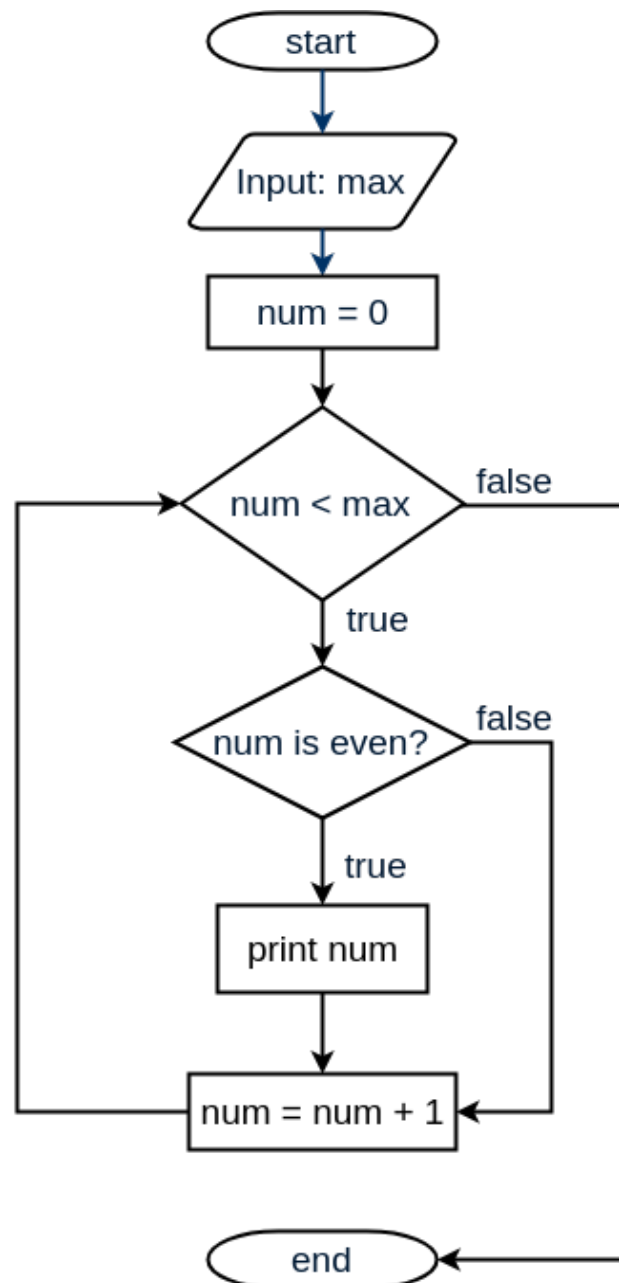 start
Input: max
num = 0
num < max
false
true
num is even?
false
true
print num
num = num + 1
end